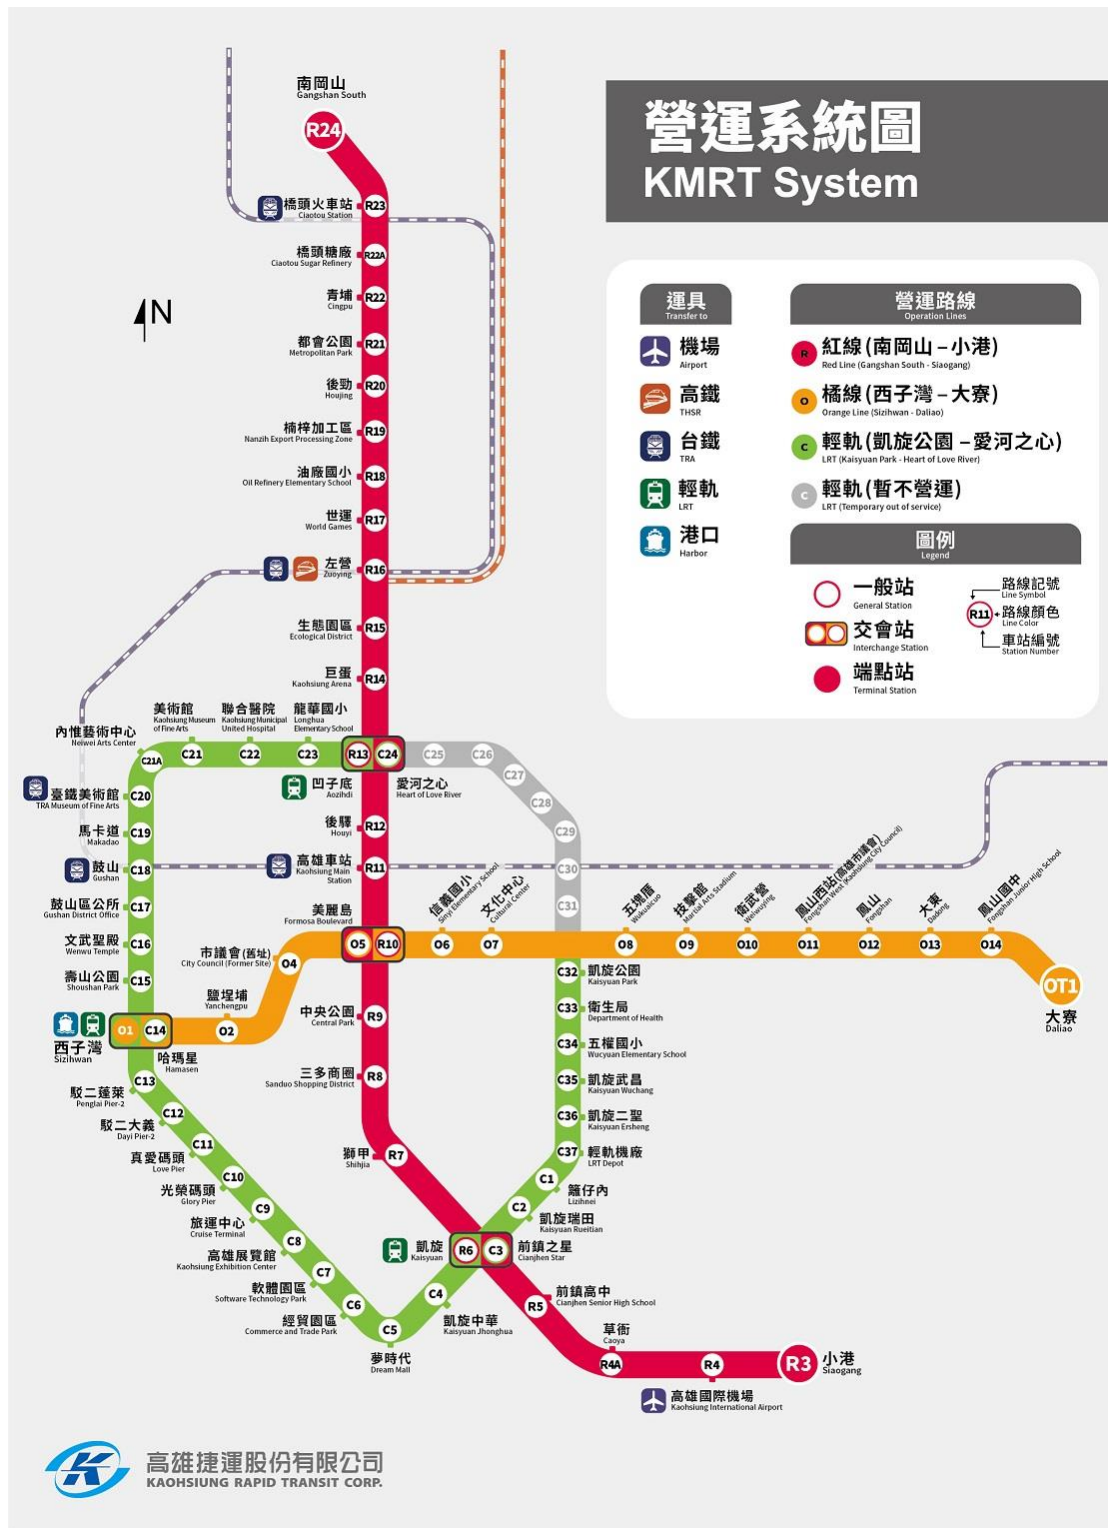 營運系統圖
KMRT System
運具
Transfer to
機場
Airport
高鐵
THSR
台鐵
TRA
輕軌
LRT
港口
Harbor
營運路線
Operation Lines
R
紅線(南岡山－小港)
Red Line (Gangshan South - Siaogang)
O
橘線(西子灣－大寮)
Orange Line (Sizihwan - Daliao)
C
輕軌(凱旋公園－愛河之心)
LRT (Kaisyuan Park - Heart of Love River)
C
輕軌(暫不營運)
LRT (Temporary out of service)
圖例
Legend
一般站
General Station
交會站
Interchange Station
端點站
Terminal Station
R11
路線記號
Line Symbol
路線顏色
Line Color
車站編號
Station Number
N
南岡山
Gangshan South
R24
橋頭火車站
Ciaotou Station
R23
橋頭糖廠
Ciaotou Sugar Refinery
R22A
青埔
Cingpu
R22
都會公園
Metropolitan Park
R21
後勁
Houjing
R20
楠梓加工區
Nanzih Export Processing Zone
R19
油廠國小
Oil Refinery Elementary School
R18
世運
World Games
R17
左營
Zuoying
R16
生態園區
Ecological District
R15
巨蛋
Kaohsiung Arena
R14
R13
凹子底
Aozihdi
C24
愛河之心
Heart of Love River
後驛
Houyi
R12
高雄車站
Kaohsiung Main
Station
R11
美麗島
Formosa Boulevard
O5
R10
中央公園
Central Park
R9
三多商圈
Sanduo Shopping District
R8
獅甲
Shihjia
R7
凱旋
Kaisyuan
R6
C3
前鎮之星
Cianjhen Star
前鎮高中
Cianjhen Senior High School
R5
草衙
Caoya
R4A
R4
高雄國際機場
Kaohsiung International Airport
R3
小港
Siaogang
龍華國小
Longhua
Elementary School
C23
聯合醫院
Kaohsiung Municipal
United Hospital
C22
美術館
Kaohsiung Museum
of Fine Arts
C21
內惟藝術中心
Neiwei Arts Center
C21A
臺鐵美術館
TRA Museum of Fine Arts
C20
馬卡道
Makadao
C19
鼓山
Gushan
C18
鼓山區公所
Gushan District Office
C17
文武聖殿
Wenwu Temple
C16
壽山公園
Shoushan Park
C15
西子灣
Sizihwan
O1
C14
哈瑪星
Hamasen
鹽埕埔
Yanchengpu
O2
市議會(舊址)
City Council (Former Site)
O4
信義國小
Sinyi Elementary School
O6
文化中心
Cultural Center
O7
五塊厝
Wukuaicuo
O8
技擊館
Martial Arts Stadium
O9
衛武營
Weiwuying
O10
鳳山西站(高雄市議會)
Fongshan West (Kaohsiung City Council)
O11
鳳山
Fongshan
O12
大東
Dadong
O13
鳳山國中
Fongshan Junior High School
O14
OT1
大寮
Daliao
C25
C26
C27
C28
C29
C30
C31
C32
凱旋公園
Kaisyuan Park
C33
衛生局
Department of Health
C34
五權國小
Wucyuan Elementary School
C35
凱旋武昌
Kaisyuan Wuchang
C36
凱旋二聖
Kaisyuan Ersheng
C37
輕軌機廠
LRT Depot
C1
籬仔內
Lizihnei
C2
凱旋瑞田
Kaisyuan Rueitian
C4
凱旋中華
Kaisyuan Jhonghua
C5
夢時代
Dream Mall
C6
經貿園區
Commerce and Trade Park
C7
軟體園區
Software Technology Park
C8
高雄展覽館
Kaohsiung Exhibition Center
C9
旅運中心
Cruise Terminal
C10
光榮碼頭
Glory Pier
C11
真愛碼頭
Love Pier
C12
駁二大義
Dayi Pier-2
C13
駁二蓬萊
Penglai Pier-2
K
高雄捷運股份有限公司
KAOHSIUNG RAPID TRANSIT CORP.